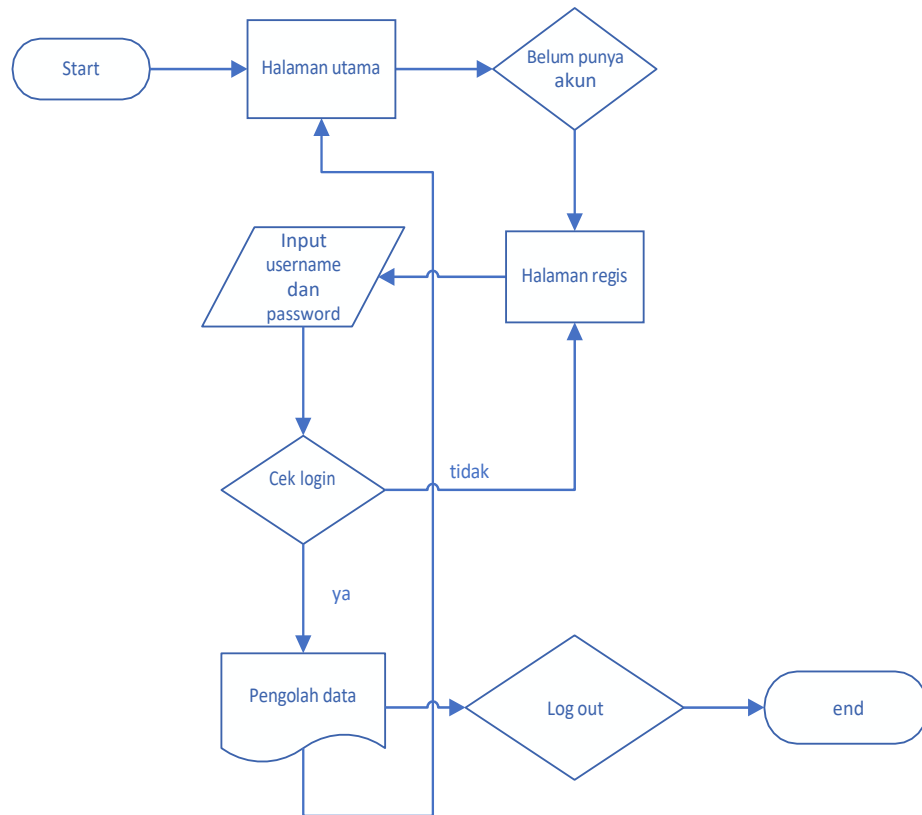 Start
Halaman utama
Belum punya
akun
Input
username
dan
password
Halaman regis
Cek login
tidak
ya
Pengolah data
Log out
end